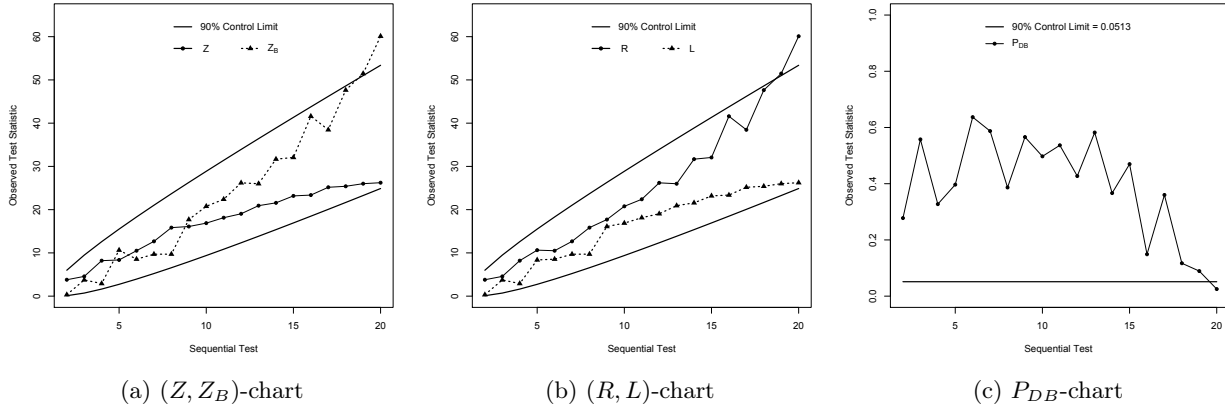 90% Control Limit
Z
Z_B
Observed Test Statistic
0
10
20
30
40
50
60
5
10
15
20
Sequential Test
(a) (Z, Z_B)-chart
90% Control Limit
R
L
Observed Test Statistic
0
10
20
30
40
50
60
5
10
15
20
Sequential Test
(b) (R, L)-chart
90% Control Limit = 0.0513
P_DB
Observed Test Statistic
0.0
0.2
0.4
0.6
0.8
1.0
5
10
15
20
Sequential Test
(c) P_DB-chart